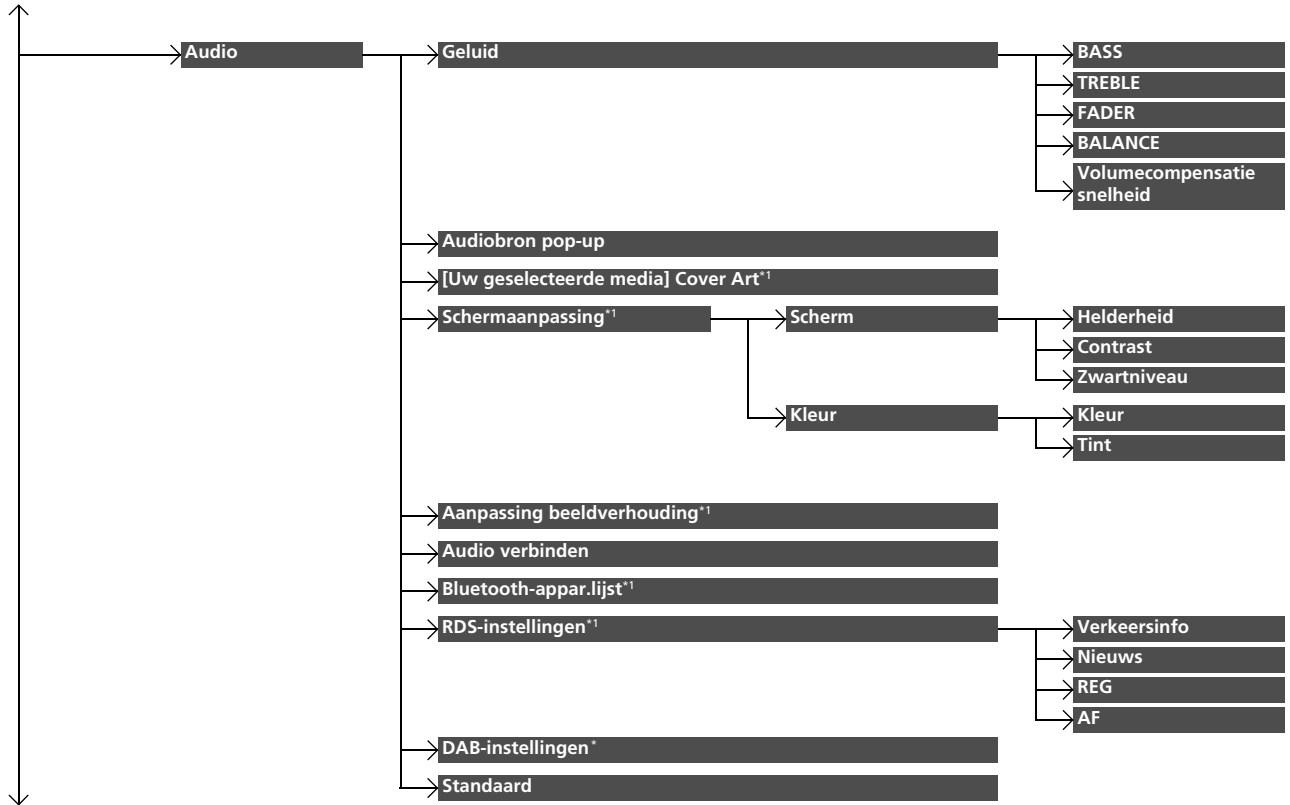 Audio
Geluid
BASS
TREBLE
FADER
BALANCE
Volumecompensatie
snelheid
Audiobron pop-up
[Uw geselecteerde media] Cover Art*1
Schermaanpassing*1
Scherm
Helderheid
Contrast
Zwartniveau
Kleur
Kleur
Tint
Aanpassing beeldverhouding*1
Audio verbinden
Bluetooth-appar.lijst*1
RDS-instellingen*1
Verkeersinfo
Nieuws
REG
AF
DAB-instellingen*
Standaard